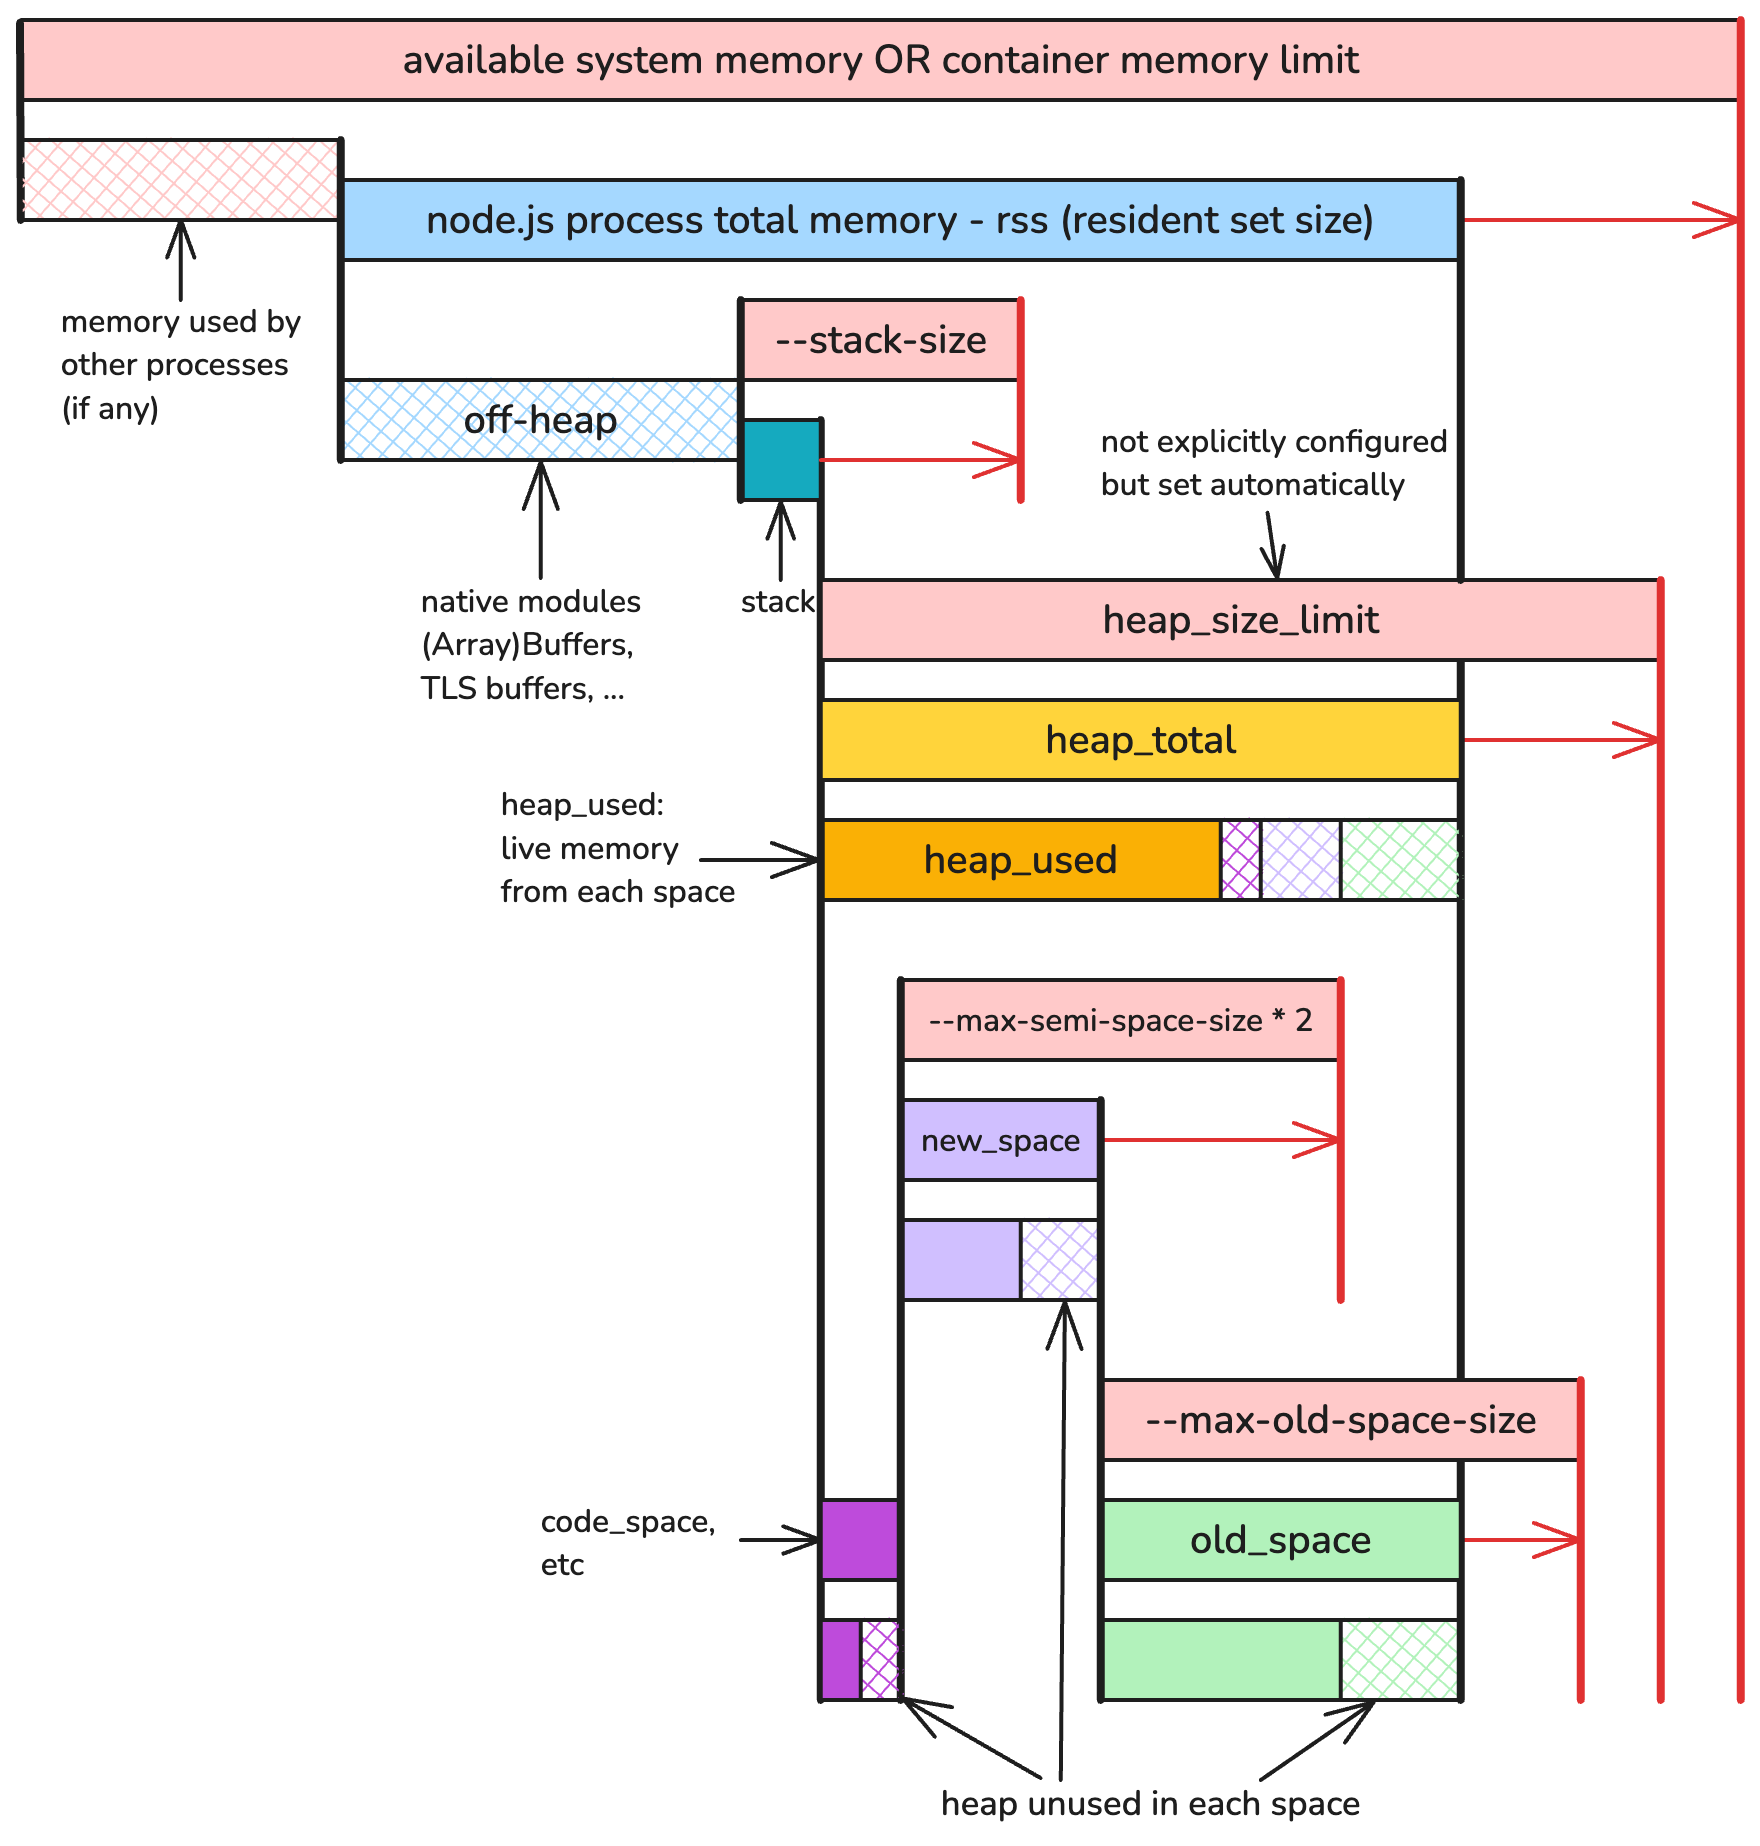 available system memory OR container memory limit
node.js process total memory - rss (resident set size)
memory used by
other processes
(if any)
--stack-size
off-heap
not explicitly configured
but set automatically
native modules
(Array)Buffers,
TLS buffers, ...
stack
heap_size_limit
heap_total
heap_used:
live memory
from each space
heap_used
--max-semi-space-size * 2
new_space
--max-old-space-size
code_space,
etc
old_space
heap unused in each space